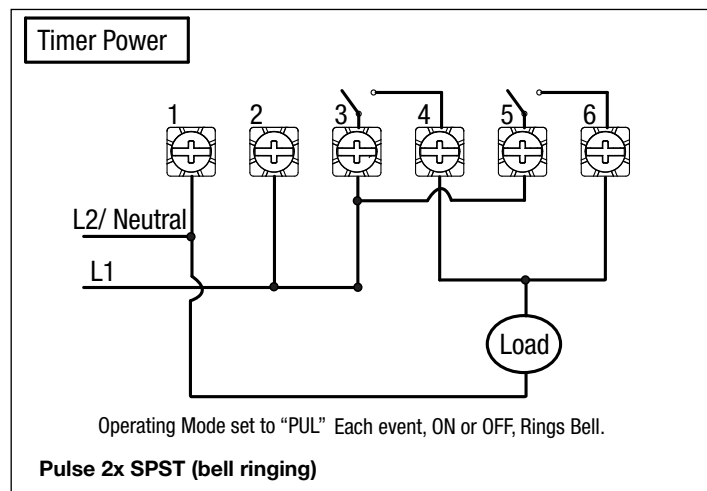 Timer Power
1 2 3 4 5 6
L2/ Neutral
L1
Load
Operating Mode set to “PUL” Each event, ON or OFF, Rings Bell.
Pulse 2x SPST (bell ringing)